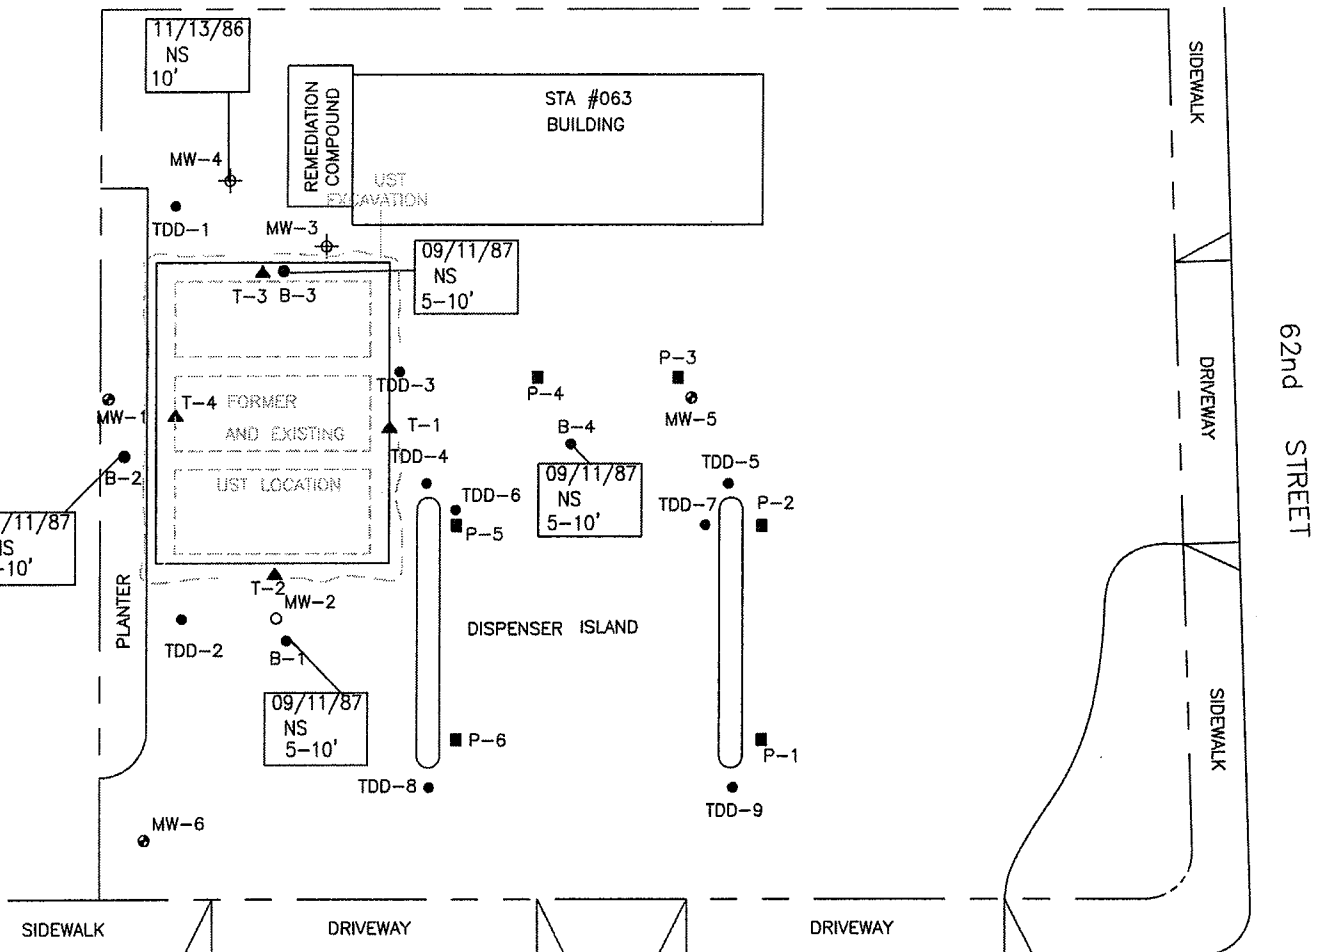 11/13/86
NS
10'
REMEDIATION
COMPOUND
STA #063
BUILDING
SIDEWALK
MW-4
UST
EXCAVATION
TDD-1
MW-3
09/11/87
NS
5-10'
T-3 B-3
62nd STREET
DRIVEWAY
P-3
TDD-3
P-4
MW-1
T-4
FORMER
MW-5
T-1
B-4
AND EXISTING
TDD-4
TDD-5
B-2
UST LOCATION
09/11/87
NS
5-10'
TDD-6
TDD-7
P-2
P-5
/11/87
-10'
T-2
MW-2
PLANTER
DISPENSER ISLAND
TDD-2
B-1
09/11/87
NS
5-10'
SIDEWALK
P-6
P-1
TDD-8
TDD-9
MW-6
SIDEWALK
DRIVEWAY
DRIVEWAY